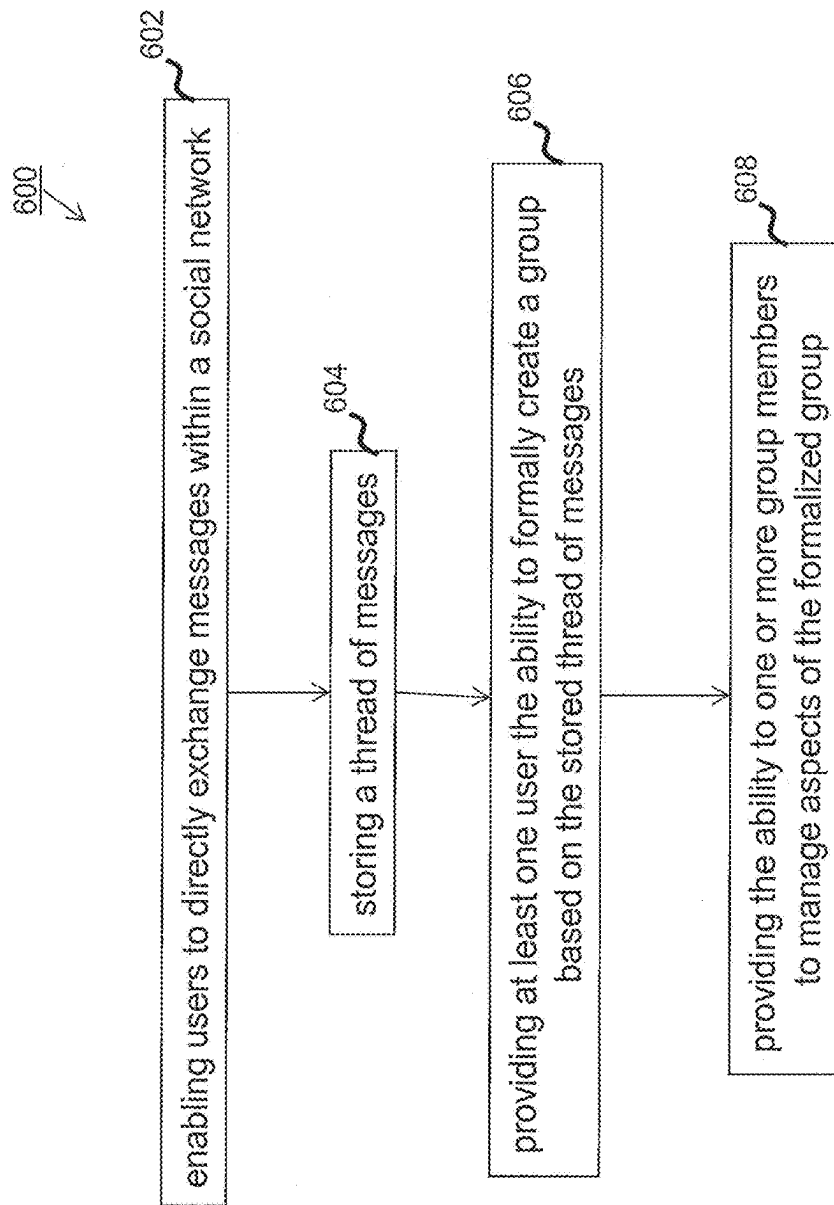 600
602
enabling users to directly exchange messages within a social network
604
storing a thread of messages
606
providing at least one user the ability to formally create a group
based on the stored thread of messages
608
providing the ability to one or more group members
to manage aspects of the formalized group